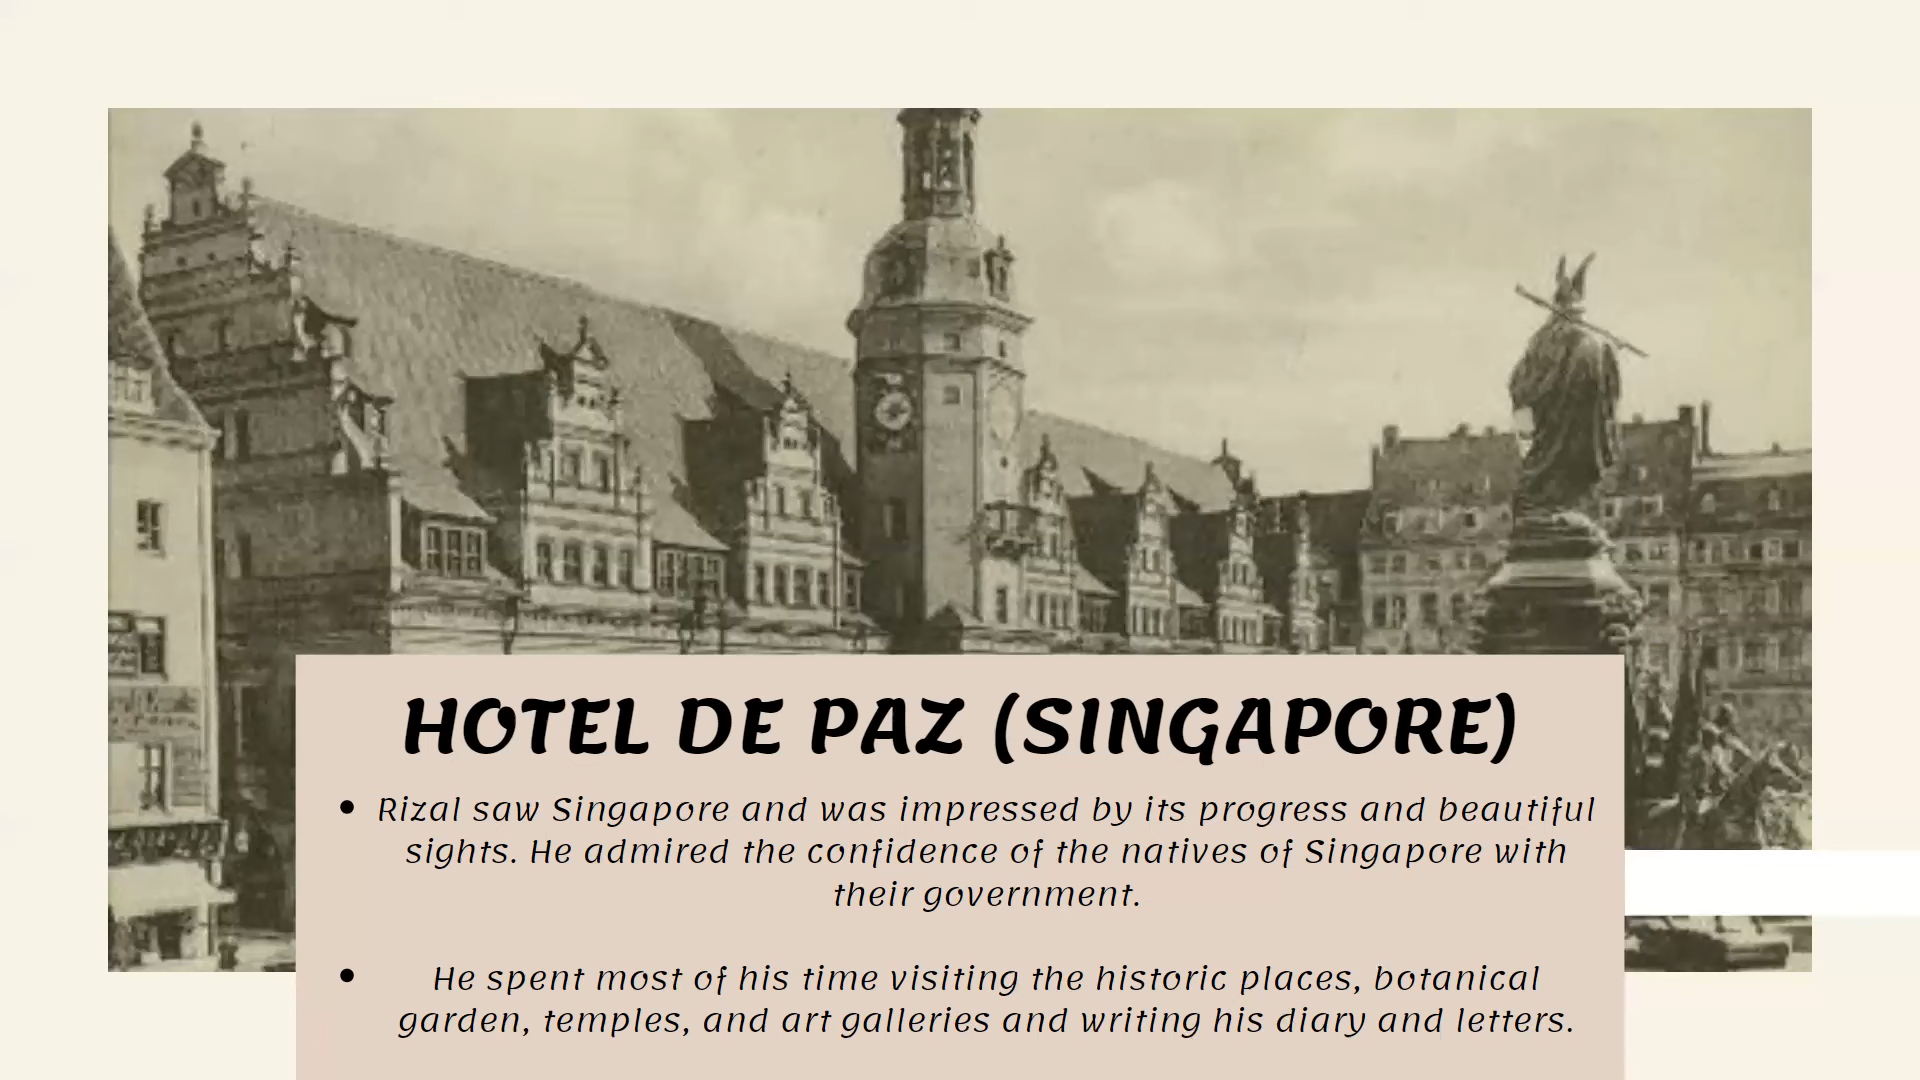 HOTEL DE PAZ (SINGAPORE)
• Rizal saw Singapore and was impressed by its progress and beautiful
sights. He admired the confidence of the natives of Singapore with
their government.
• He spent most of his time visiting the historic places, botanical
garden, temples, and art galleries and writing his diary and letters.